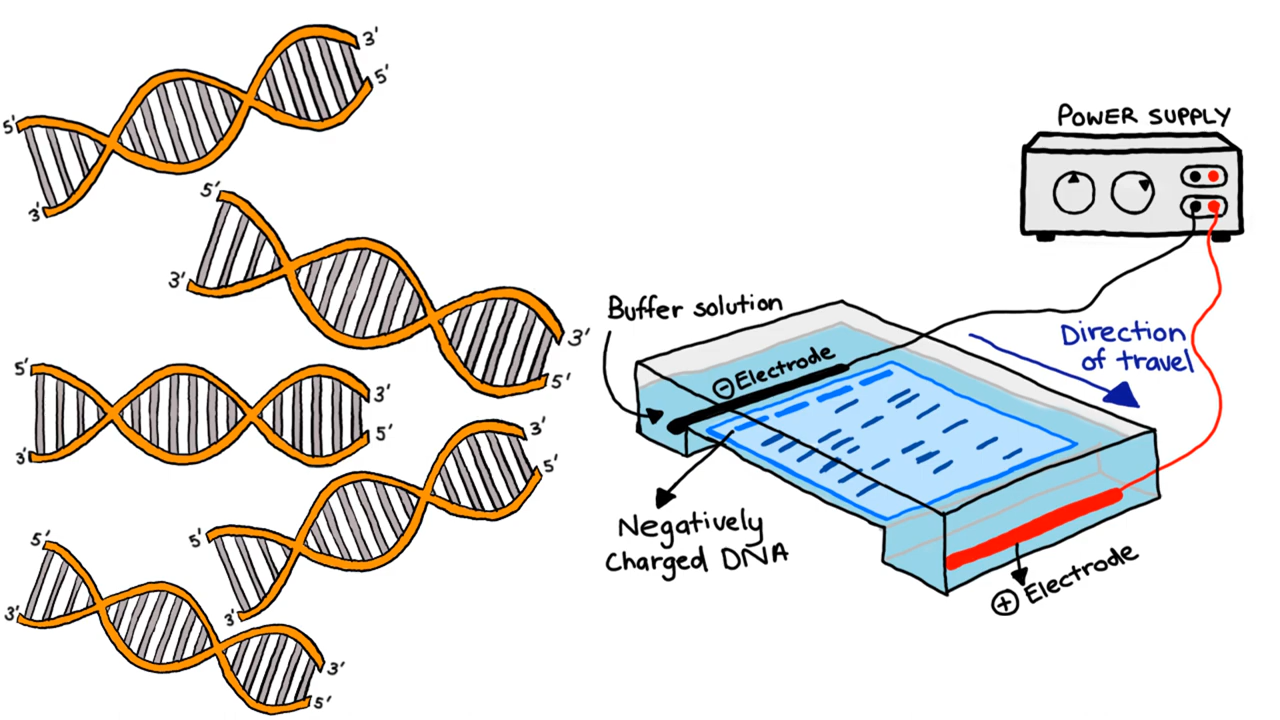 5'
3'
3'
5'
5'
3'
3'
5'
5'
3'
3'
5'
5'
3'
3'
5'
5'
3'
3'
5'
POWER SUPPLY
Buffer solution
Direction
of travel
⊖ Electrode
Negatively
Charged DNA
⊕ Electrode